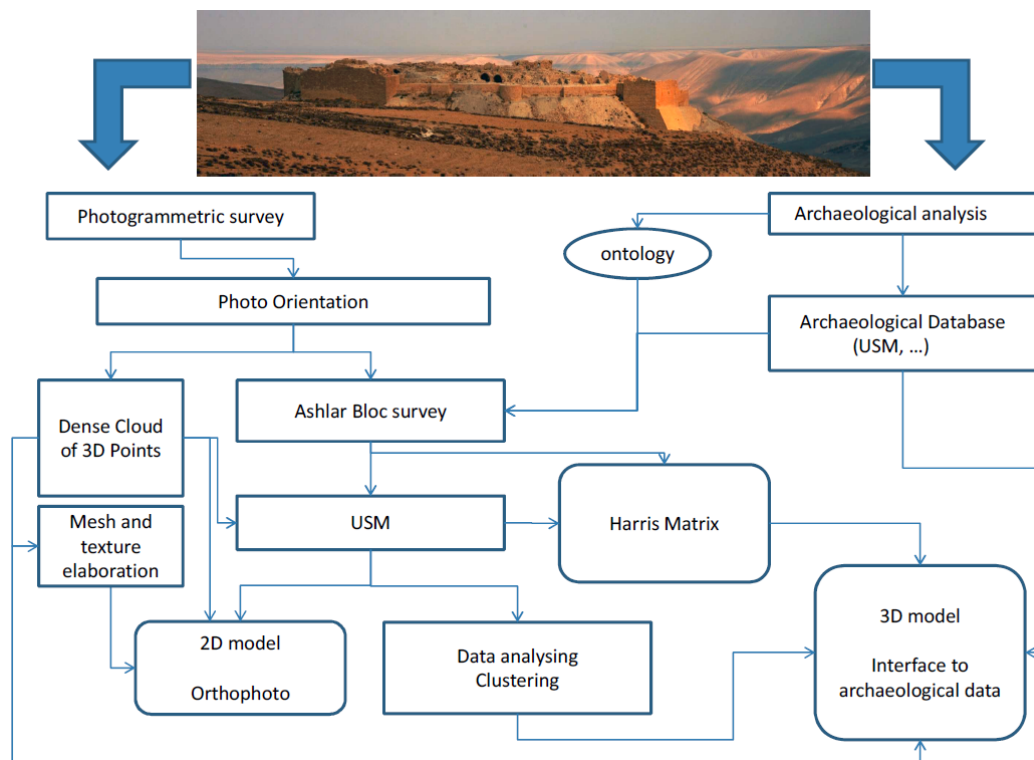 Photogrammetric survey
Archaeological analysis
ontology
Photo Orientation
Archaeological Database
(USM, ...)
Dense Cloud
of 3D Points
Ashlar Bloc survey
Mesh and
texture
elaboration
USM
Harris Matrix
2D model
Orthophoto
Data analysing
Clustering
3D model
Interface to
archaeological data